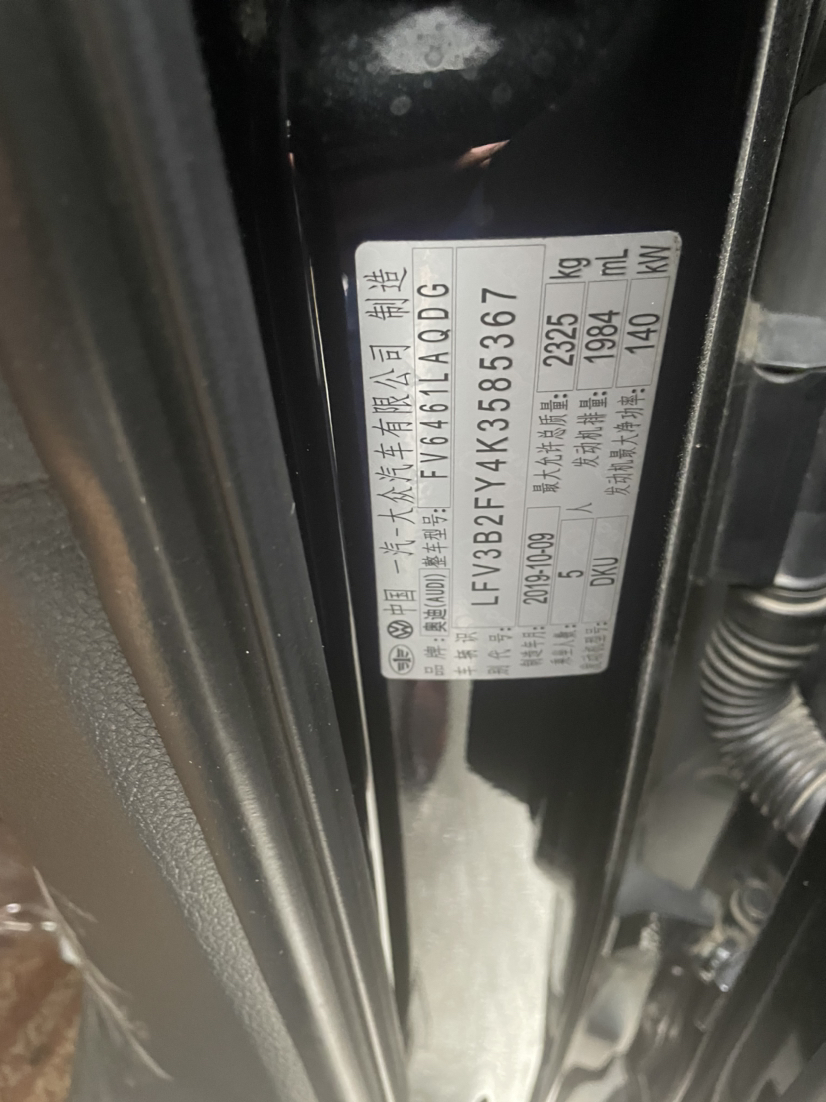 中国 一汽-大众汽车有限公司 制造
品牌: 奥迪(AUDI) 整车型号: FV6461LAQDG
车辆识别代号: LFV3B2FY4K3585367
制造年月: 2019-10-09 最大允许总质量: 2325 kg
乘坐人数: 5 人 发动机排量: 1984 mL
发动机型号: DKU 发动机最大净功率: 140 kW